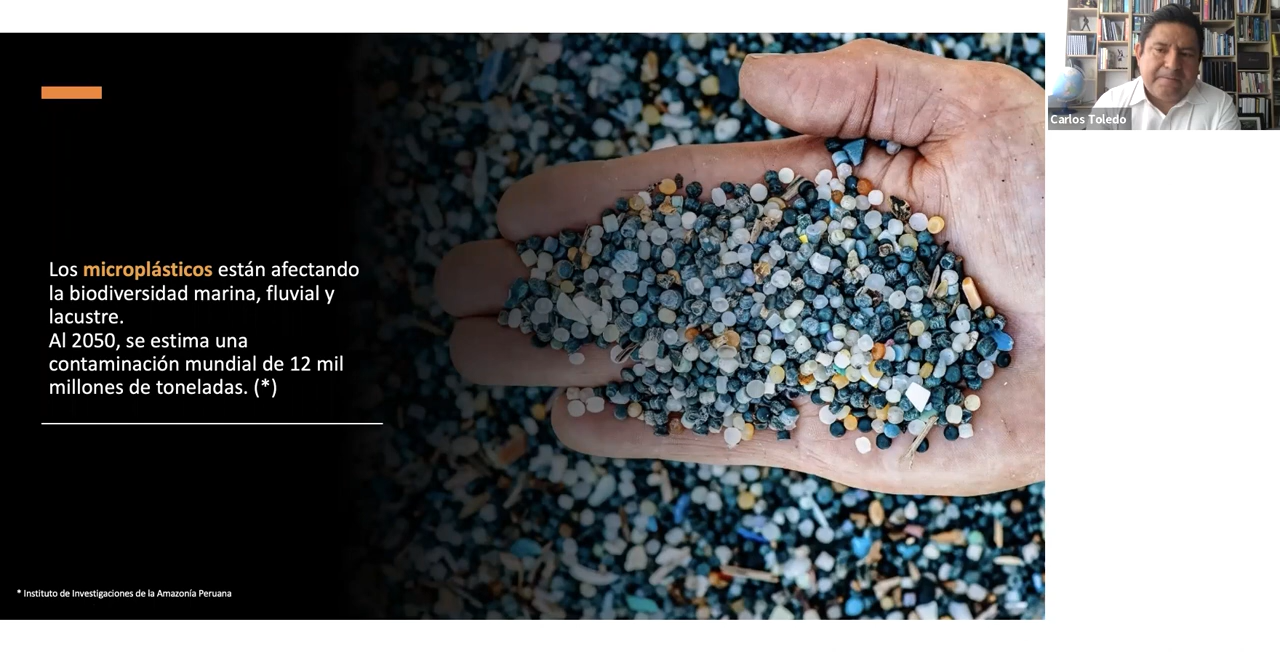 Los microplásticos están afectando
la biodiversidad marina, fluvial y
lacustre.
Al 2050, se estima una
contaminación mundial de 12 mil
millones de toneladas. (*)
* Instituto de Investigaciones de la Amazonía Peruana
Carlos Toledo